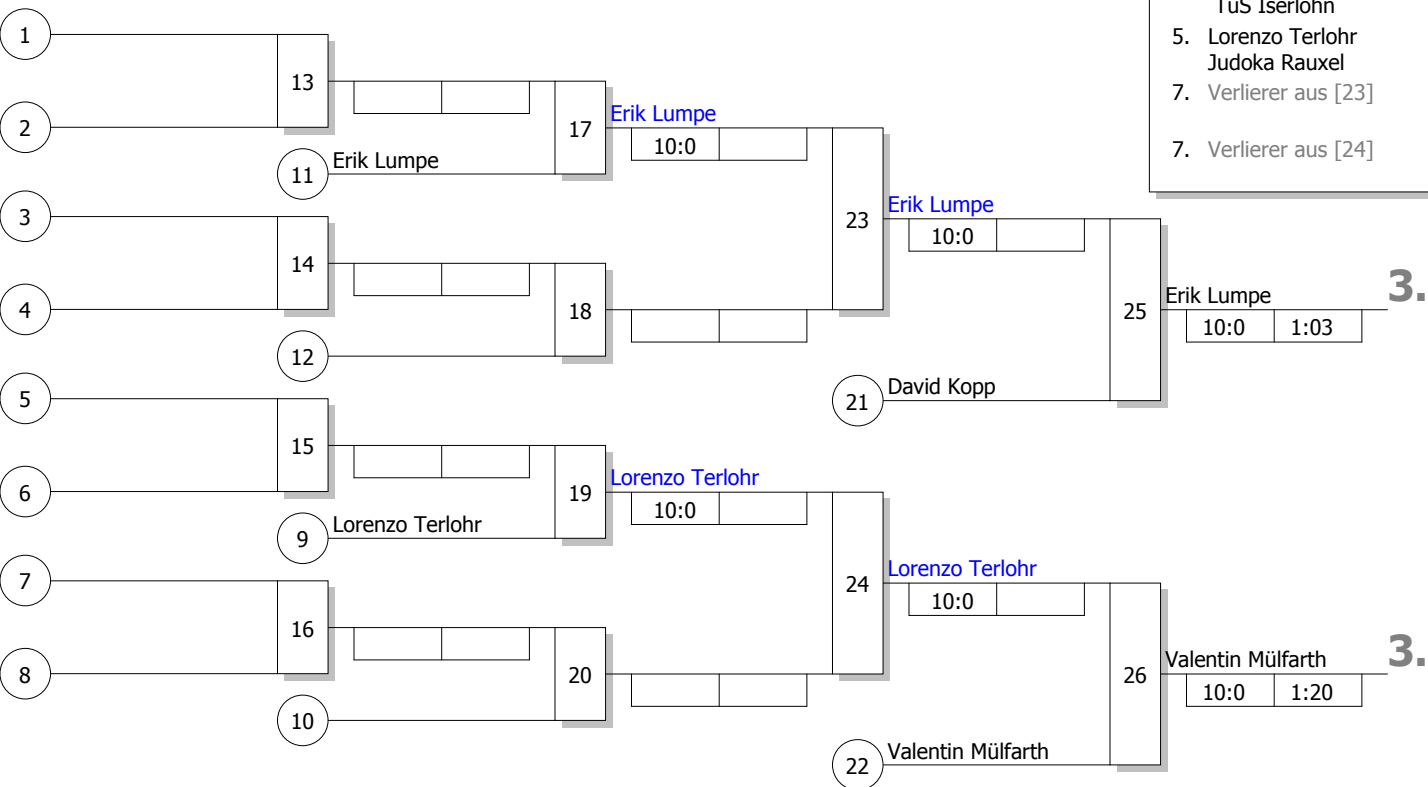 TuS Iserlohn
5. Lorenzo Terlohr
Judoka Rauxel
7. Verlierer aus [23]
7. Verlierer aus [24]
1
13
2
17
Erik Lumpe
10:0
11
Erik Lumpe
3
23
Erik Lumpe
10:0
14
4
18
12
25
Erik Lumpe
3.
10:0 1:03
5
21
David Kopp
15
6
19
Lorenzo Terlohr
10:0
9
Lorenzo Terlohr
7
24
Lorenzo Terlohr
10:0
16
8
20
10
26
Valentin Mülfarth
3.
10:0 1:20
22
Valentin Mülfarth